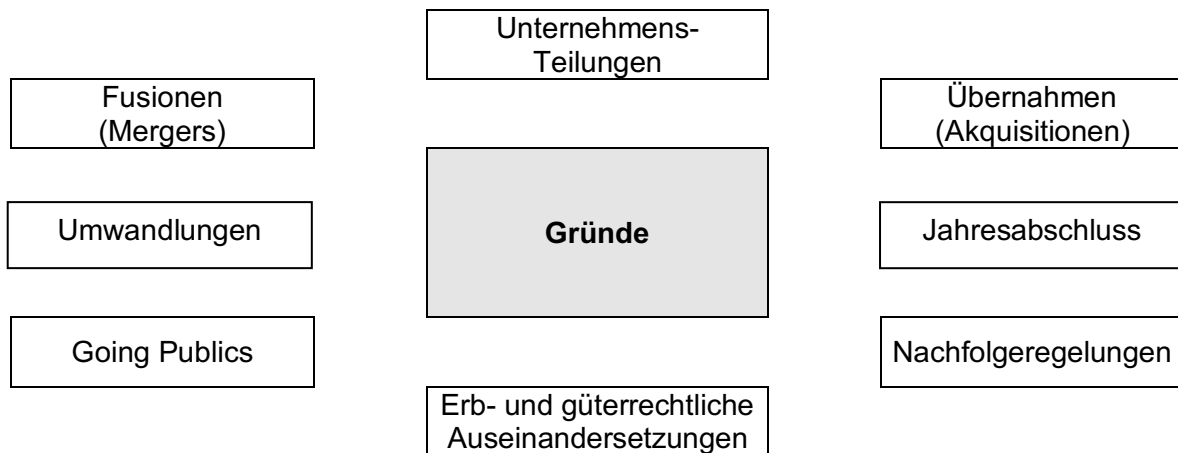 Unternehmens-
Teilungen
Fusionen
(Mergers)
Übernahmen
(Akquisitionen)
Umwandlungen
Gründe
Jahresabschluss
Going Publics
Nachfolgeregelungen
Erb- und güterrechtliche
Auseinandersetzungen